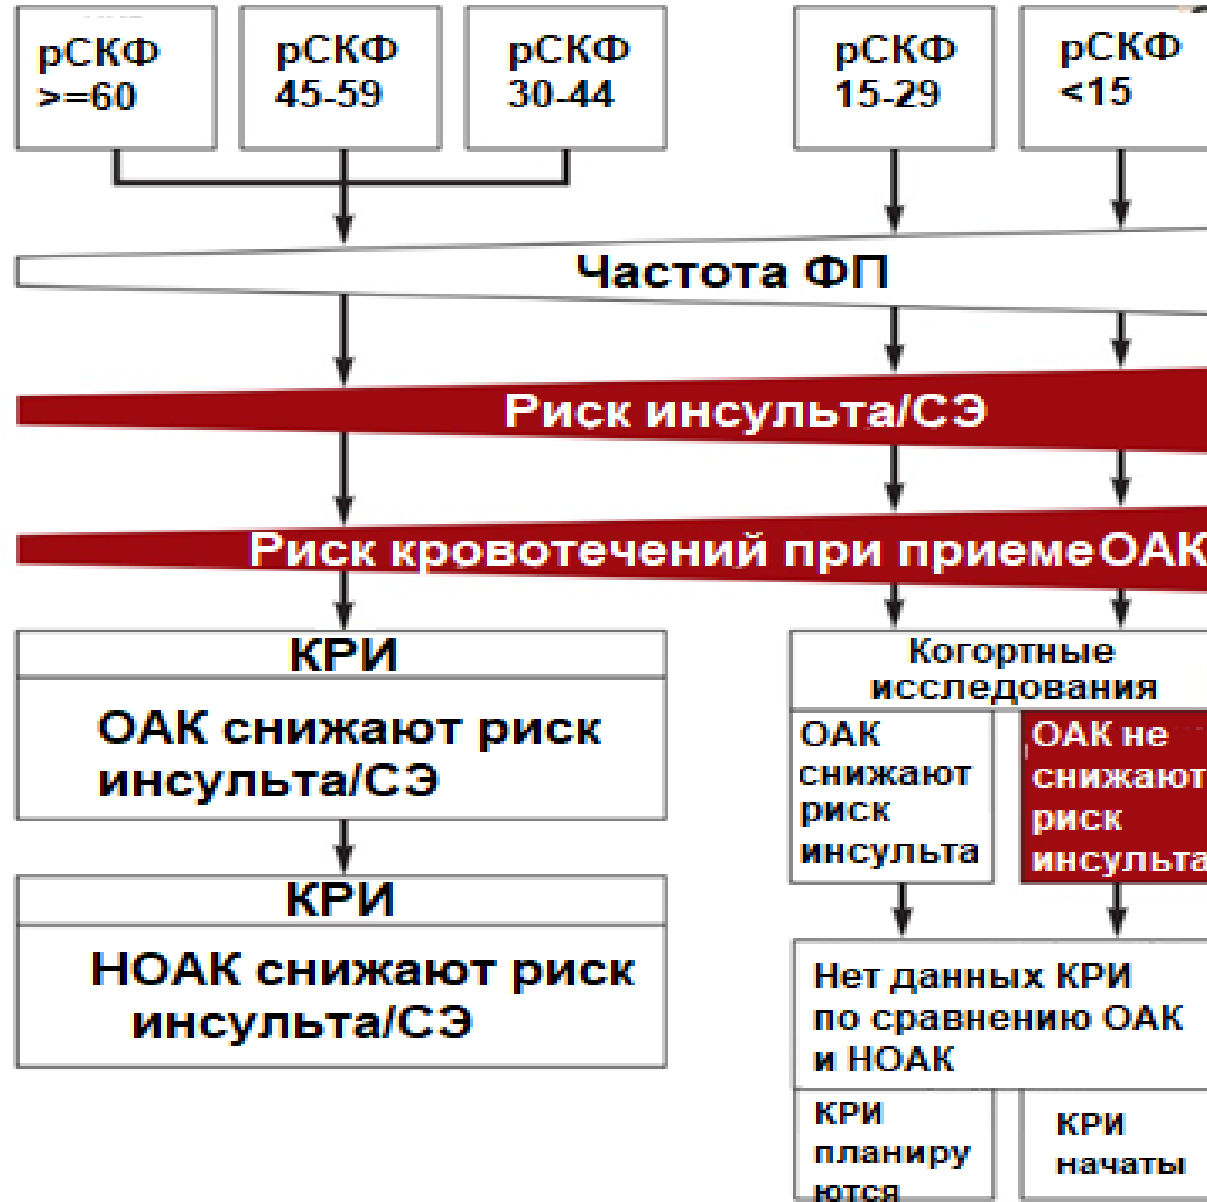 рСКФ
>=60
рСКФ
45-59
рСКФ
30-44
рСКФ
15-29
рСКФ
<15
Частота ФП
Риск инсульта/СЭ
Риск кровотечений при приеме ОАК
КРИ
ОАК снижают риск
инсульта/СЭ
КРИ
НОАК снижают риск
инсульта/СЭ
Когортные
исследования
ОАК
снижают
риск
инсульта
ОАК не
снижают
риск
инсульта
Нет данных КРИ
по сравнению ОАК
и НОАК
КРИ
планиру
ются
КРИ
начаты